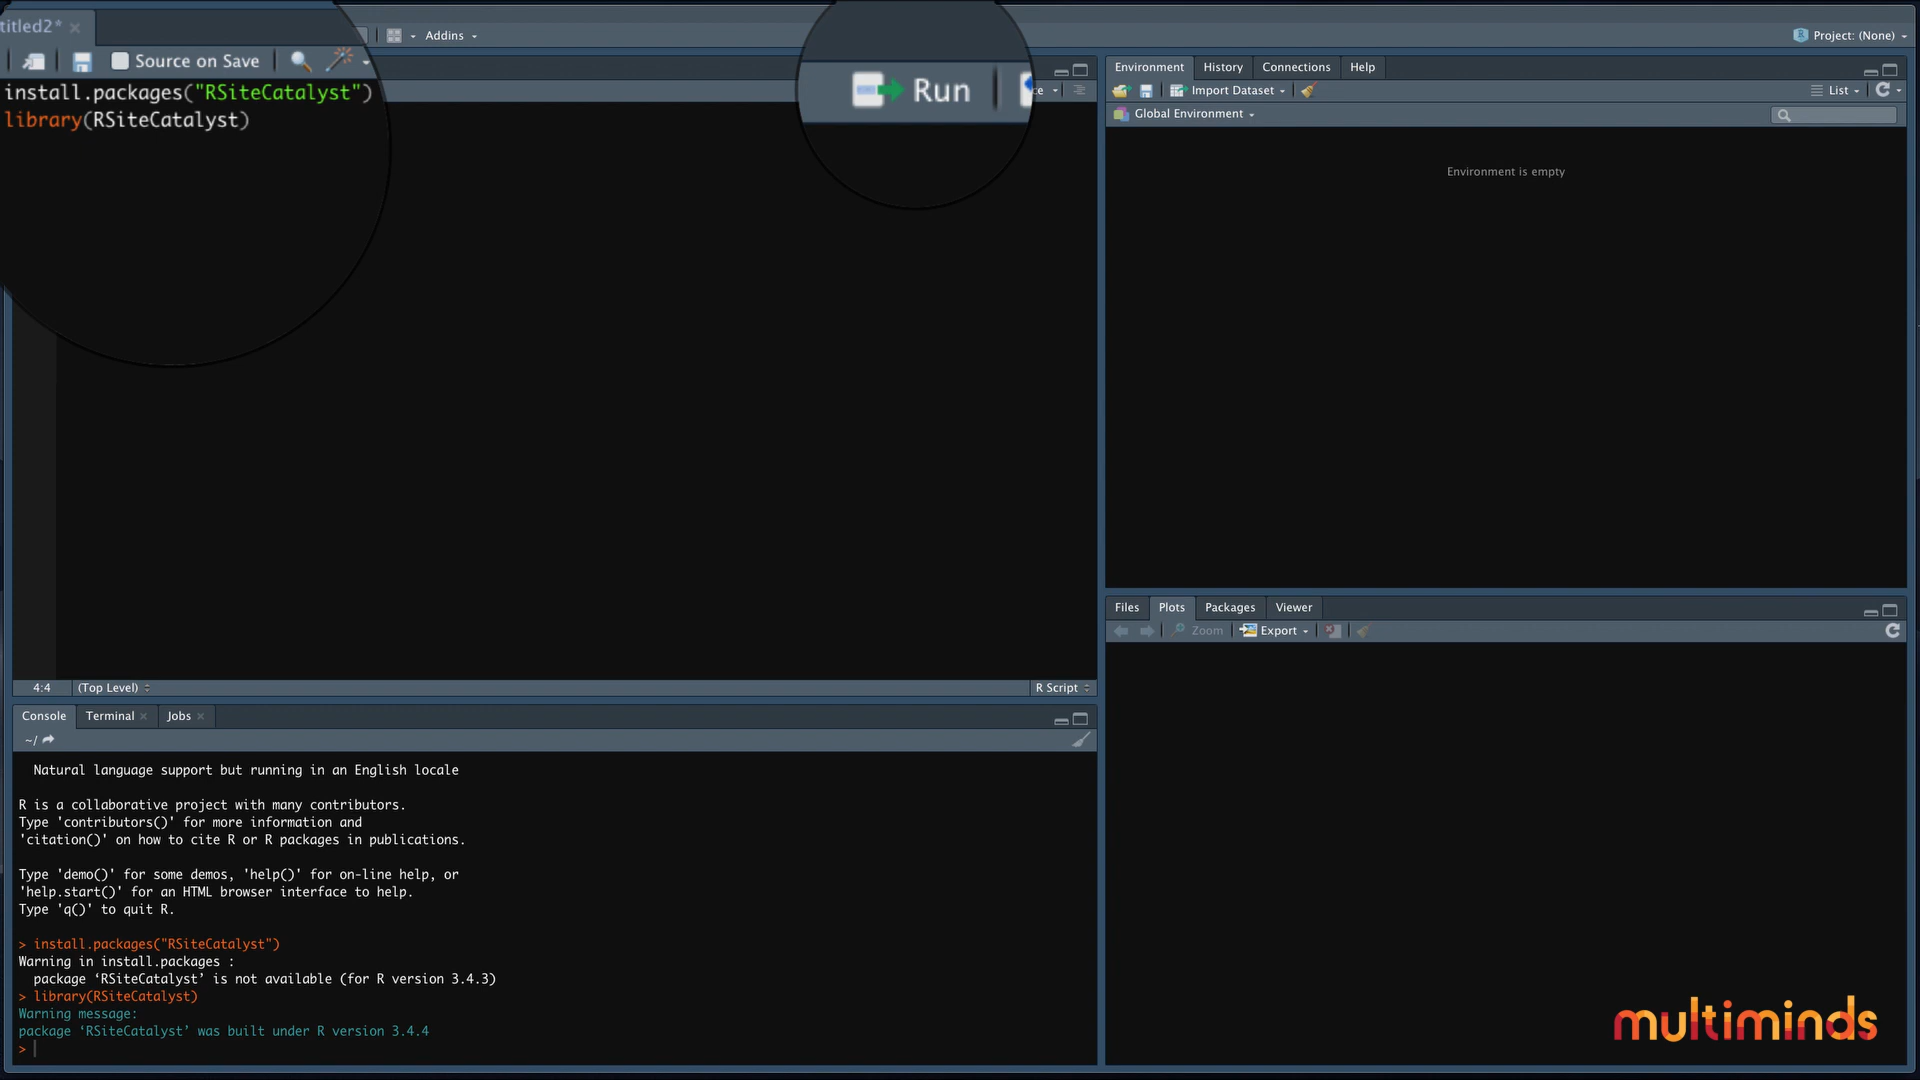 titled2*
Source on Save
install.packages("RSiteCatalyst")
library(RSiteCatalyst)
Addins
Run
Project: (None)
Environment
History
Connections
Help
Import Dataset
List
Global Environment
Environment is empty
Files
Plots
Packages
Viewer
Zoom
Export
4:4
(Top Level)
R Script
Console
Terminal
Jobs
~/
Natural language support but running in an English locale
R is a collaborative project with many contributors.
Type 'contributors()' for more information and
'citation()' on how to cite R or R packages in publications.
Type 'demo()' for some demos, 'help()' for on-line help, or
'help.start()' for an HTML browser interface to help.
Type 'q()' to quit R.
> install.packages("RSiteCatalyst")
Warning in install.packages :
package ‘RSiteCatalyst’ is not available (for R version 3.4.3)
> library(RSiteCatalyst)
Warning message:
package ‘RSiteCatalyst’ was built under R version 3.4.4
>
multiminds